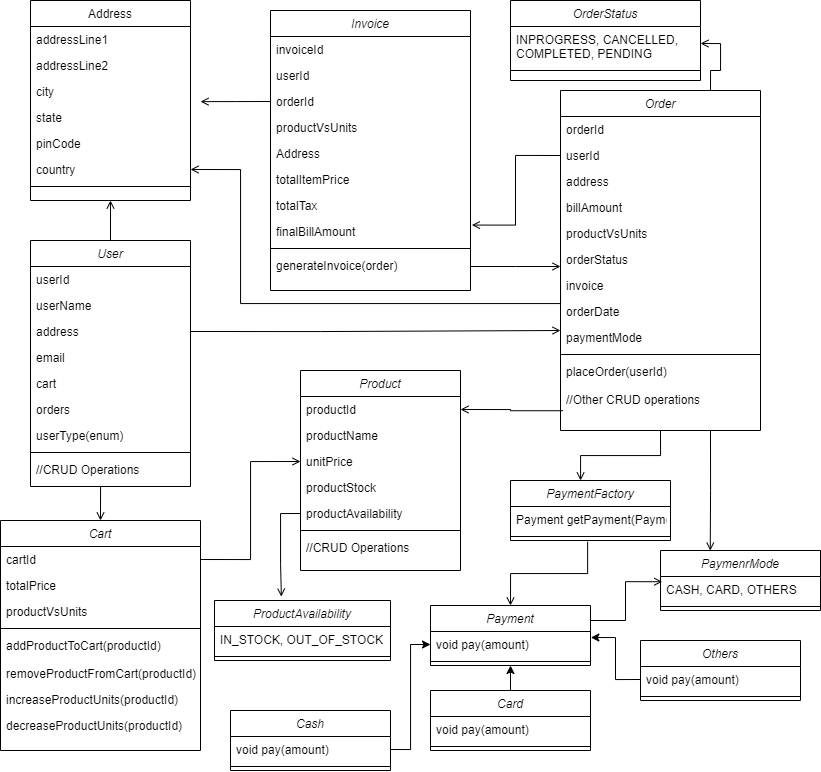 Address
addressLine1
addressLine2
city
state
pinCode
country
Invoice
invoiceId
userId
orderId
productVsUnits
Address
totalItemPrice
totalTax
finalBillAmount
generateInvoice(order)
OrderStatus
INPROGRESS, CANCELLED,
COMPLETED, PENDING
Order
orderId
userId
address
billAmount
productVsUnits
orderStatus
invoice
orderDate
paymentMode
placeOrder(userId)
//Other CRUD operations
User
userId
userName
address
email
cart
orders
userType(enum)
//CRUD Operations
Product
productId
productName
unitPrice
productStock
productAvailability
//CRUD Operations
Cart
cartId
totalPrice
productVsUnits
addProductToCart(productId)
removeProductFromCart(productId)
increaseProductUnits(productId)
decreaseProductUnits(productId)
ProductAvailability
IN_STOCK, OUT_OF_STOCK
PaymentFactory
Payment getPayment(Paym
PaymenrMode
CASH, CARD, OTHERS
Payment
void pay(amount)
Others
void pay(amount)
Card
void pay(amount)
Cash
void pay(amount)